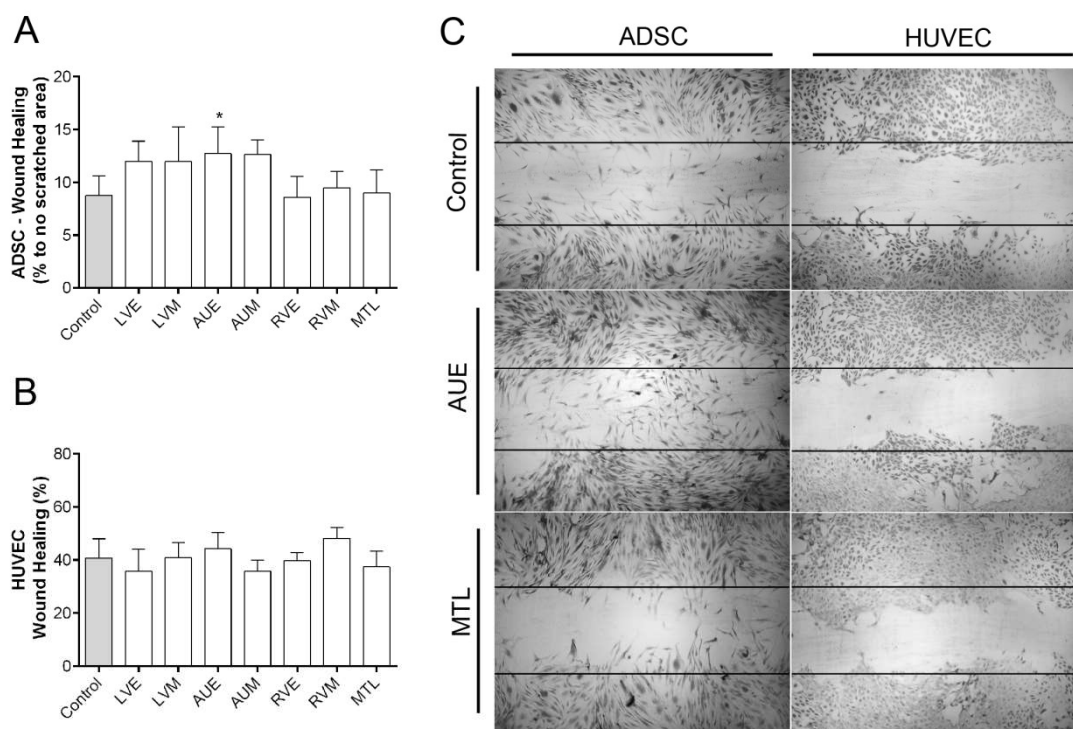 A
ADSC - Wound Healing
(% to no scratched area)
20
15
10
5
0
*
Control
LVE
LVM
AUE
AUM
RVE
RVM
MTL
B
HUVEC
Wound Healing (%)
80
60
40
20
0
Control
LVE
LVM
AUE
AUM
RVE
RVM
MTL
C
ADSC
HUVEC
Control
AUE
MTL